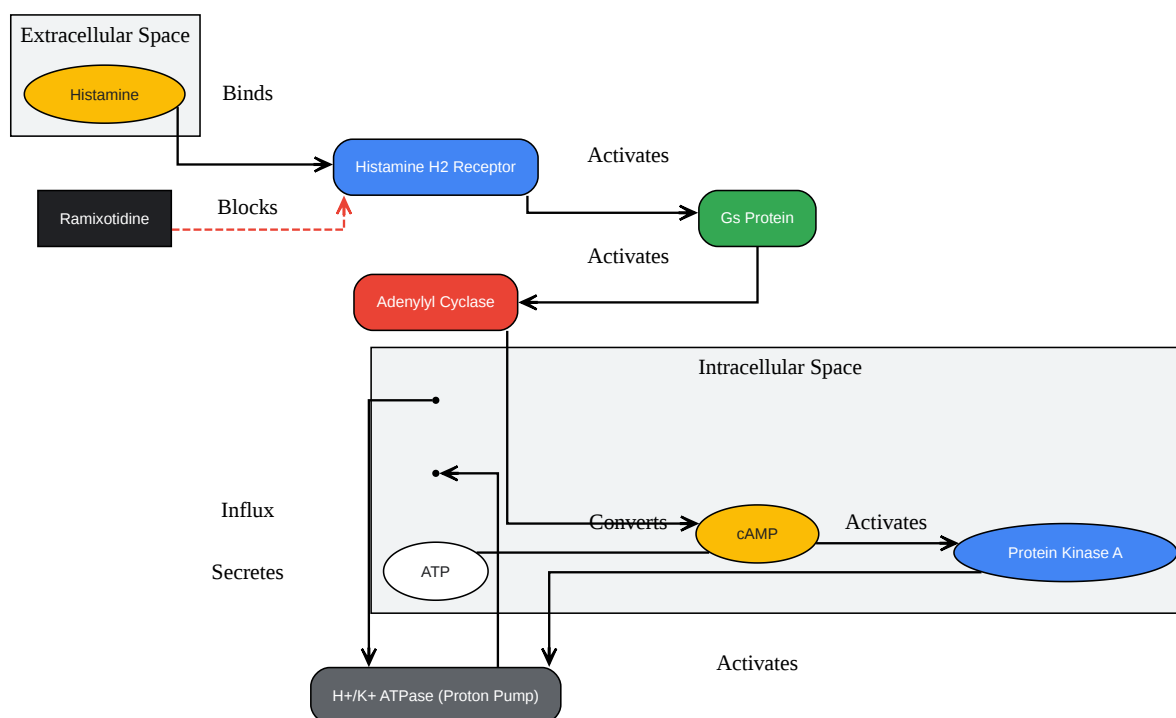 Extracellular Space
Histamine
Binds
Histamine H2 Receptor
Activates
Ramixotidine
Blocks
Gs Protein
Activates
Adenylyl Cyclase
Intracellular Space
Influx
Converts
cAMP
Activates
Protein Kinase A
Secretes
ATP
Activates
H+/K+ ATPase (Proton Pump)